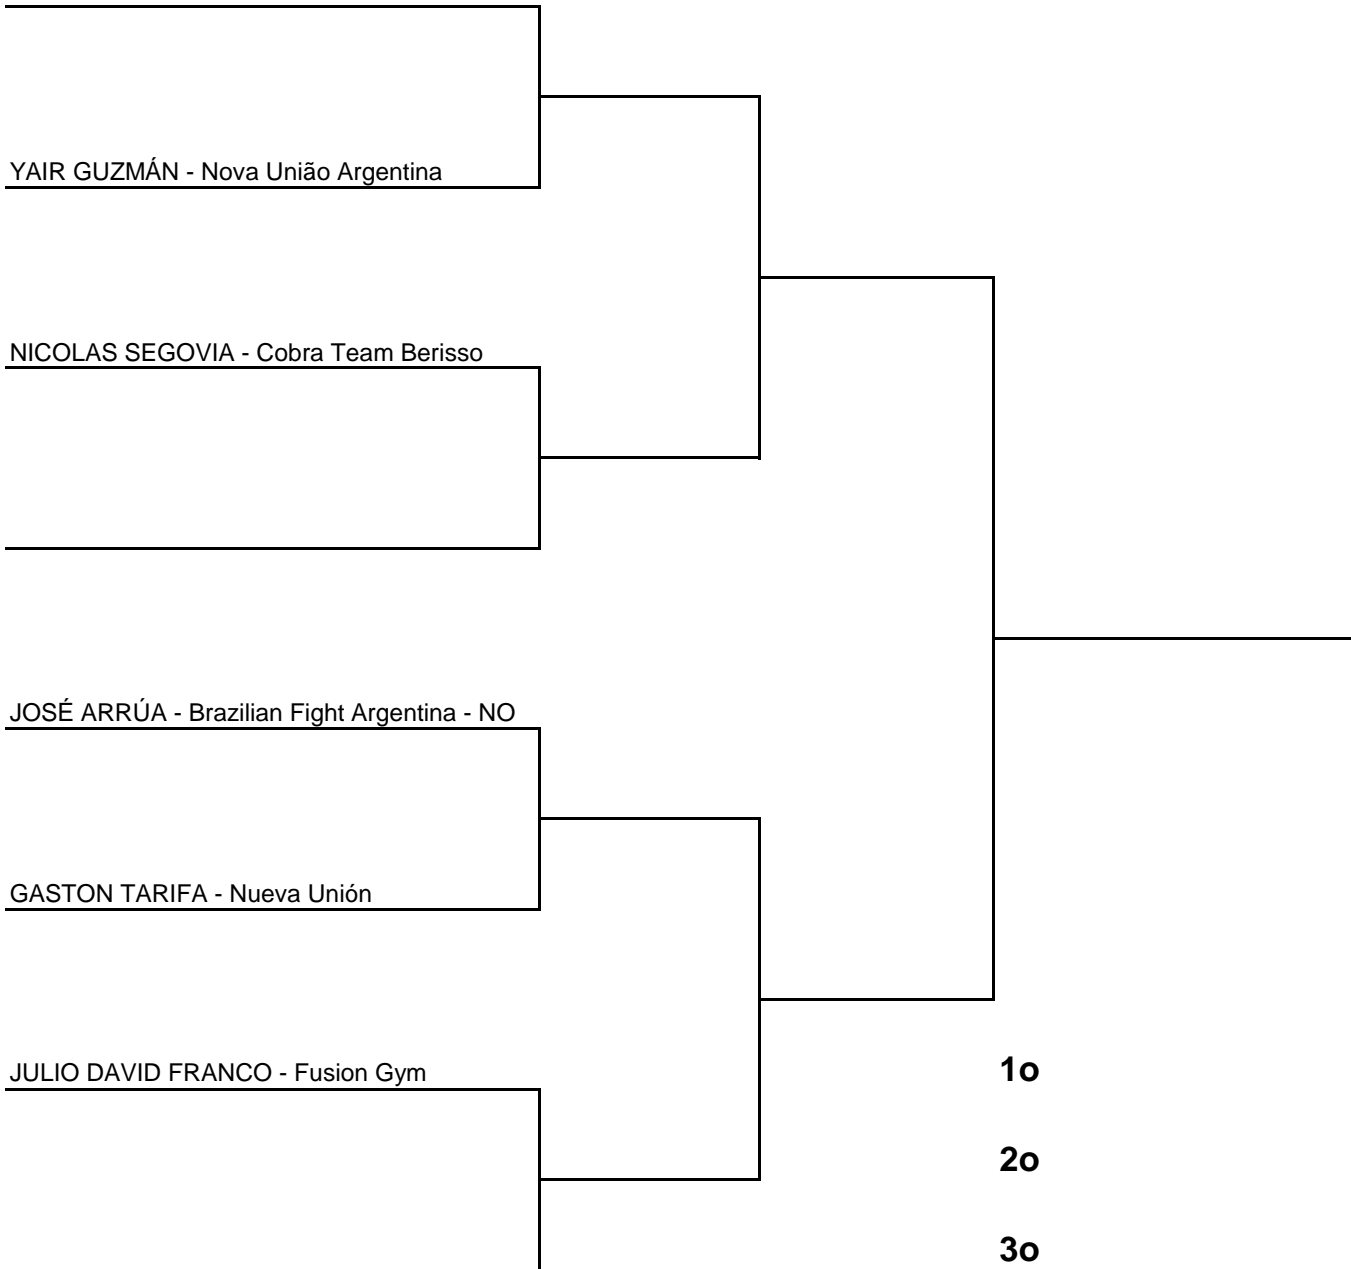 YAIR GUZMÁN - Nova União Argentina
NICOLAS SEGOVIA - Cobra Team Berisso
JOSÉ ARRÚA - Brazilian Fight Argentina - NO
GASTON TARIFA - Nueva Unión
JULIO DAVID FRANCO - Fusion Gym
1o
2o
3o